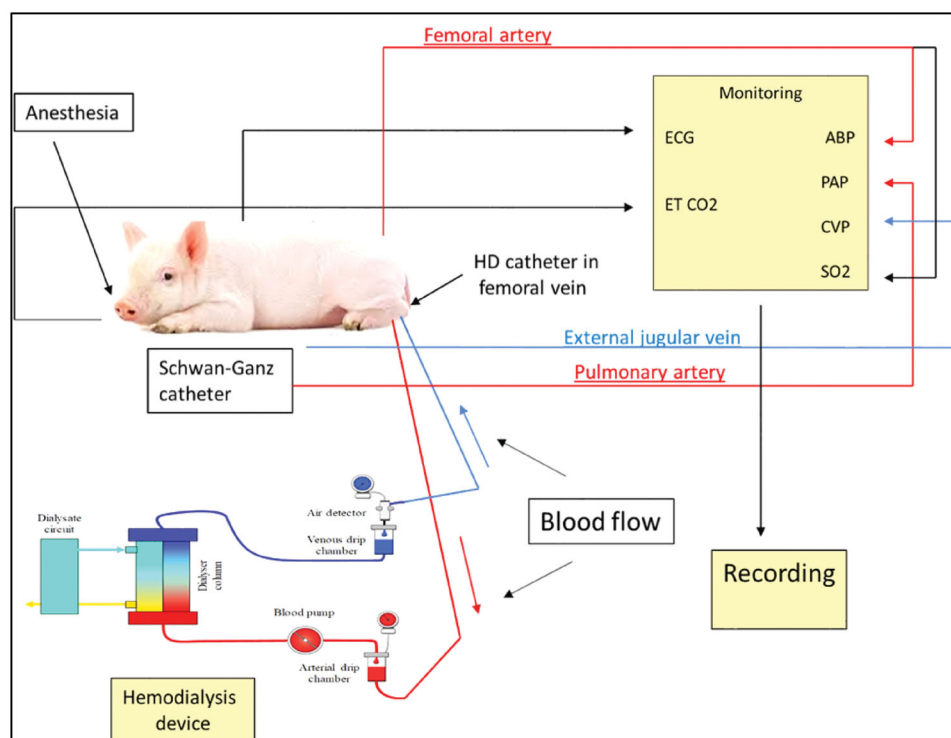 Femoral artery
Anesthesia
Monitoring
ECG
ABP
PAP
ET CO2
CVP
SO2
HD catheter in
femoral vein
External jugular vein
Schwan-Ganz
catheter
Pulmonary artery
Blood flow
Air detector
Dialysate
circuit
Venous drip
chamber
Dialyser
column
Blood pump
Arterial drip
chamber
Recording
Hemodialysis
device